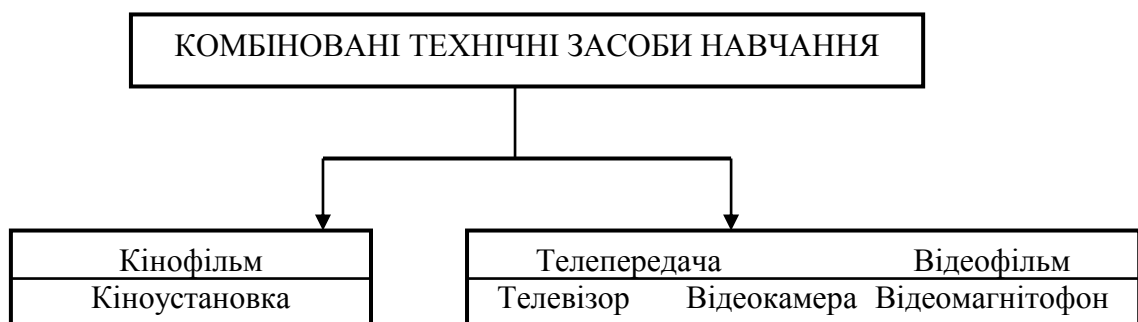 КОМБІНОВАНІ ТЕХНІЧНІ ЗАСОБИ НАВЧАННЯ
Кінофільм
Кіноустановка
Телепередача Відеофільм
Телевізор Відеокамера Відеомагнітофон